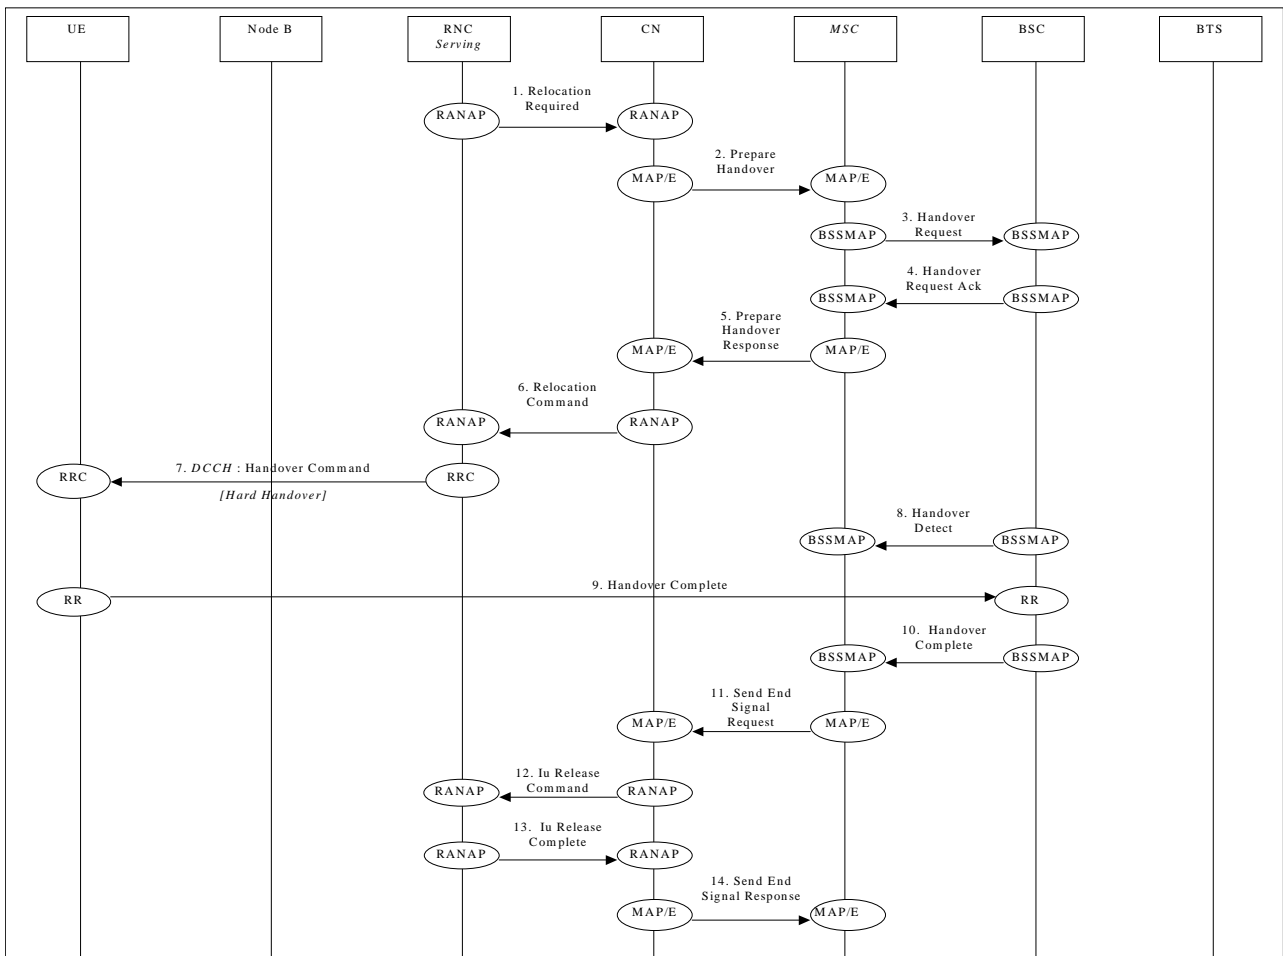 UE
Node B
RNC
Serving
CN
MSC
BSC
BTS
1. Relocation
Required
RANAP
RANAP
2. Prepare
Handover
MAP/E
MAP/E
3. Handover
Request
BSSMAP
BSSMAP
4. Handover
Request Ack
BSSMAP
BSSMAP
5. Prepare
Handover
Response
MAP/E
MAP/E
6. Relocation
Command
RANAP
RANAP
7. DCCH : Handover Command
[Hard Handover]
RRC
RRC
8. Handover
Detect
BSSMAP
BSSMAP
9. Handover Complete
RR
RR
10. Handover
Complete
BSSMAP
BSSMAP
11. Send End
Signal
Request
MAP/E
MAP/E
12. Iu Release
Command
RANAP
RANAP
13. Iu Release
Complete
RANAP
RANAP
14. Send End
Signal Response
MAP/E
MAP/E